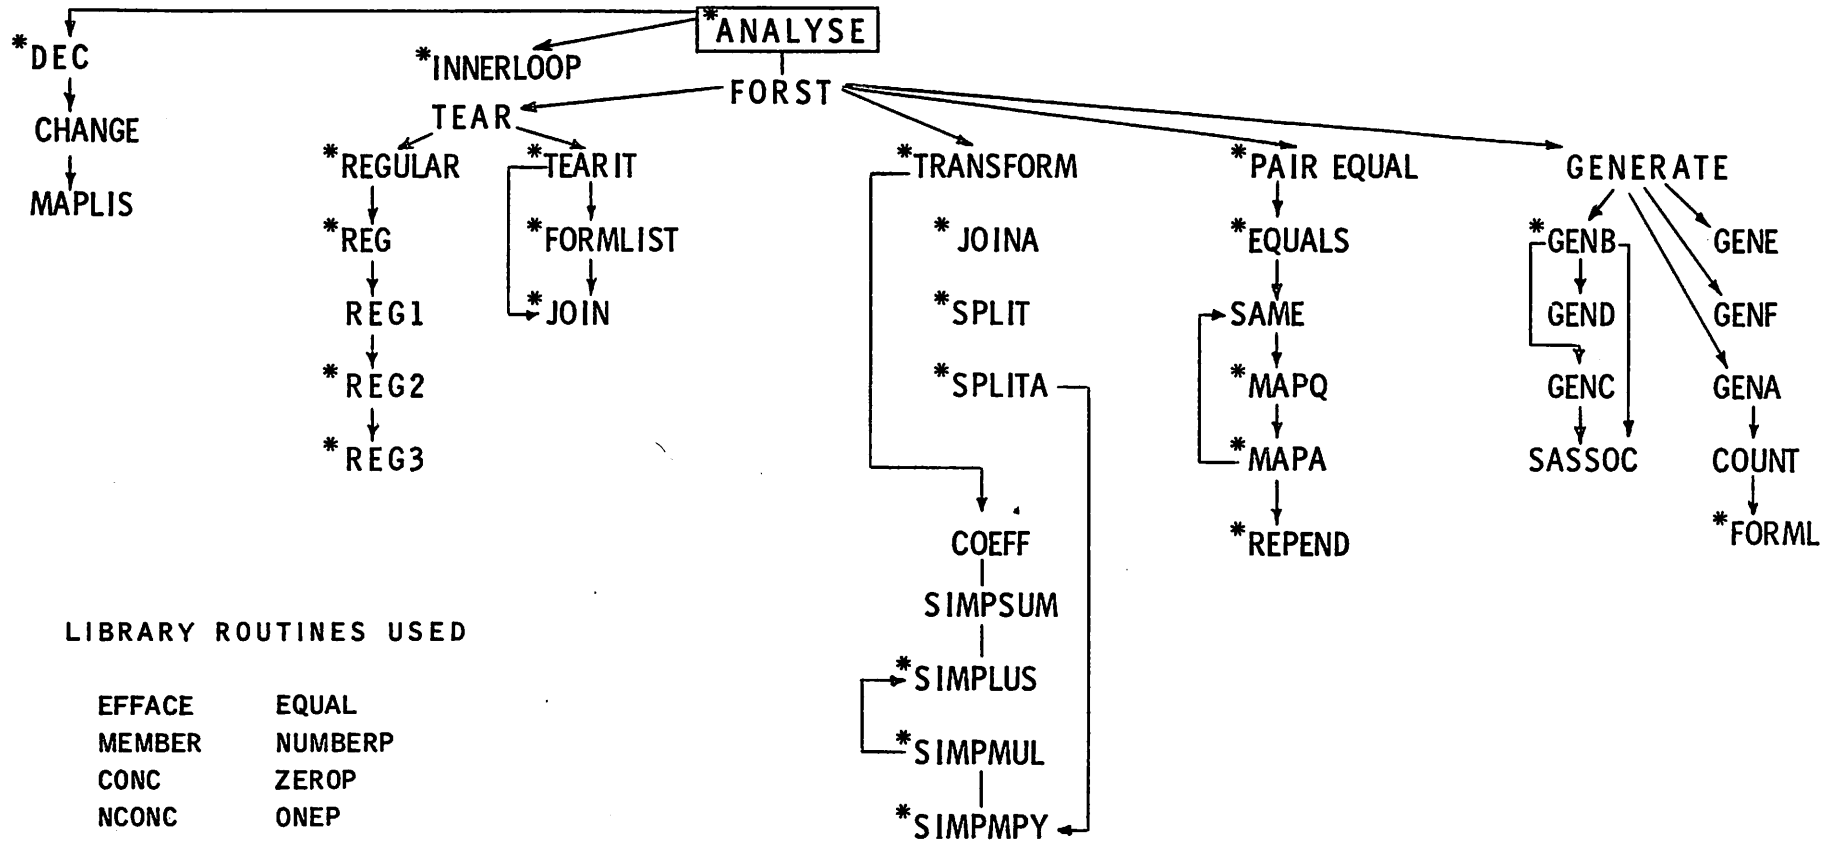 *ANALYSE
*DEC
*INNERLOOP
FORST
TEAR
CHANGE
*REGULAR
*TEARIT
*TRANSFORM
*PAIR EQUAL
GENERATE
MAPLIS
*REG
*FORMLIST
*JOINA
*EQUALS
*GENB
GENE
REG1
*JOIN
*SPLIT
SAME
GEND
GENF
*REG2
*SPLITA
*MAPQ
GENC
GENA
*REG3
*MAPA
SASSOC
COUNT
COEFF
*REPEND
*FORML
SIMPSUM
*SIMPLUS
*SIMPMUL
*SIMPMPY
LIBRARY ROUTINES USED
EFFACE EQUAL
MEMBER NUMBERP
CONC ZEROP
NCONC ONEP